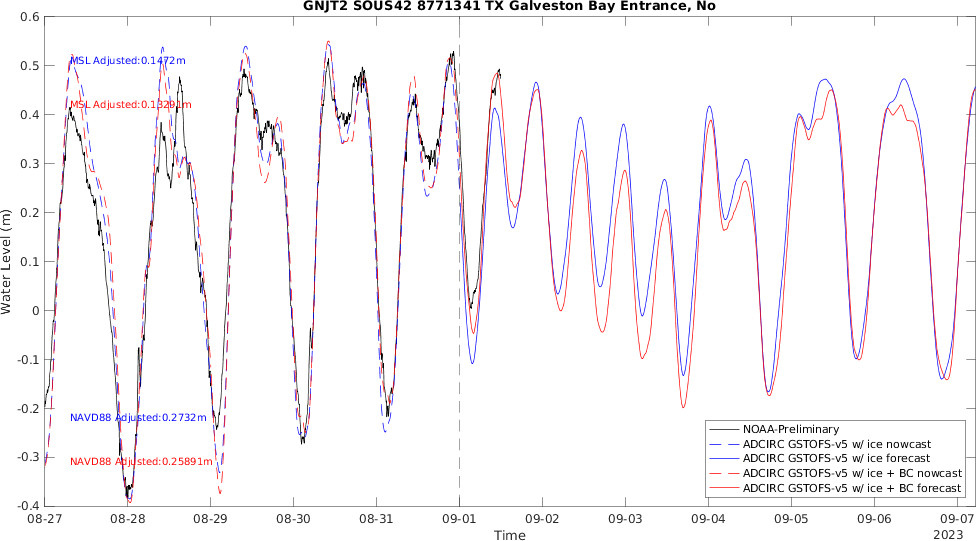 GNJT2 SOUS42 8771341 TX Galveston Bay Entrance, No
Water Level (m)
0.6
0.5
0.4
0.3
0.2
0.1
0
-0.1
-0.2
-0.3
-0.4
MSL Adjusted:0.1472m
MSL Adjusted:0.13291m
NAVD88 Adjusted:0.2732m
NAVD88 Adjusted:0.25891m
NOAA-Preliminary
ADCIRC GSTOFS-v5 w/ ice nowcast
ADCIRC GSTOFS-v5 w/ ice forecast
ADCIRC GSTOFS-v5 w/ ice + BC nowcast
ADCIRC GSTOFS-v5 w/ ice + BC forecast
08-27 08-28 08-29 08-30 08-31 09-01 09-02 09-03 09-04 09-05 09-06 09-07
Time
2023